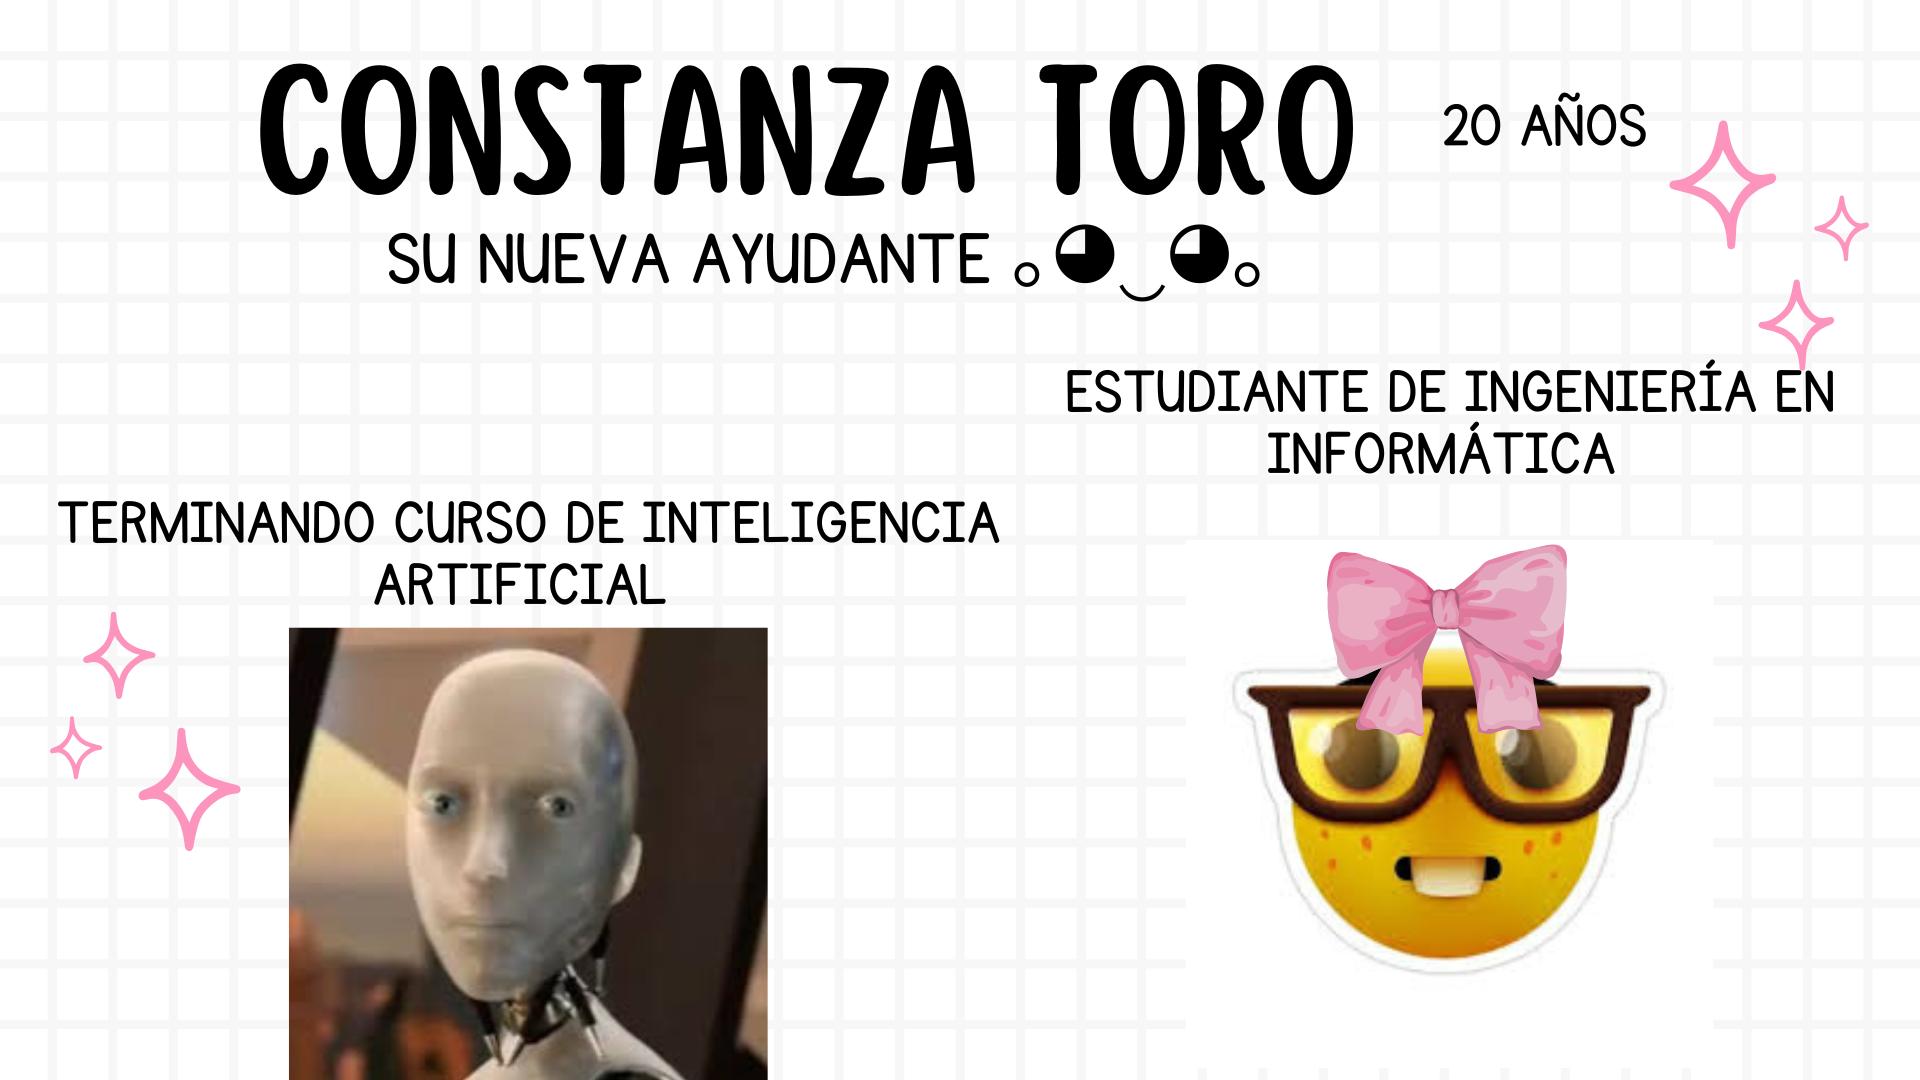 CONSTANZA TORO
20 AÑOS
SU NUEVA AYUDANTE
ESTUDIANTE DE INGENIERÍA EN
INFORMÁTICA
TERMINANDO CURSO DE INTELIGENCIA
ARTIFICIAL